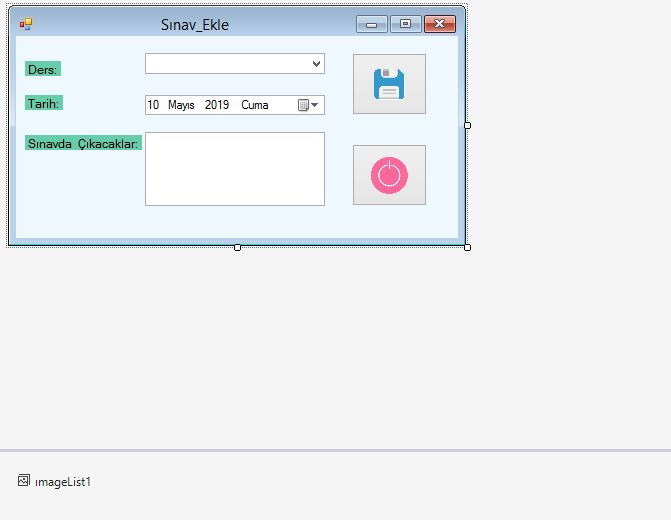 Sınav_Ekle
Ders:
Tarih:
10 Mayıs 2019 Cuma
Sınavda Çıkacaklar:
ımageList1